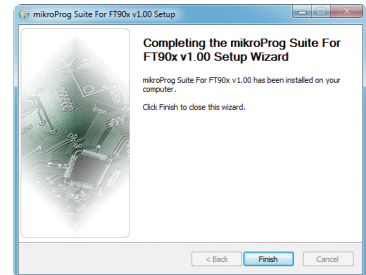 mikroProg Suite For FT90x v1.00 Setup
Completing the mikroProg Suite For
FT90x v1.00 Setup Wizard
mikroProg Suite For FT90x v1.00 has been installed on your
computer.
Click Finish to close this wizard.
< Back
Finish
Cancel